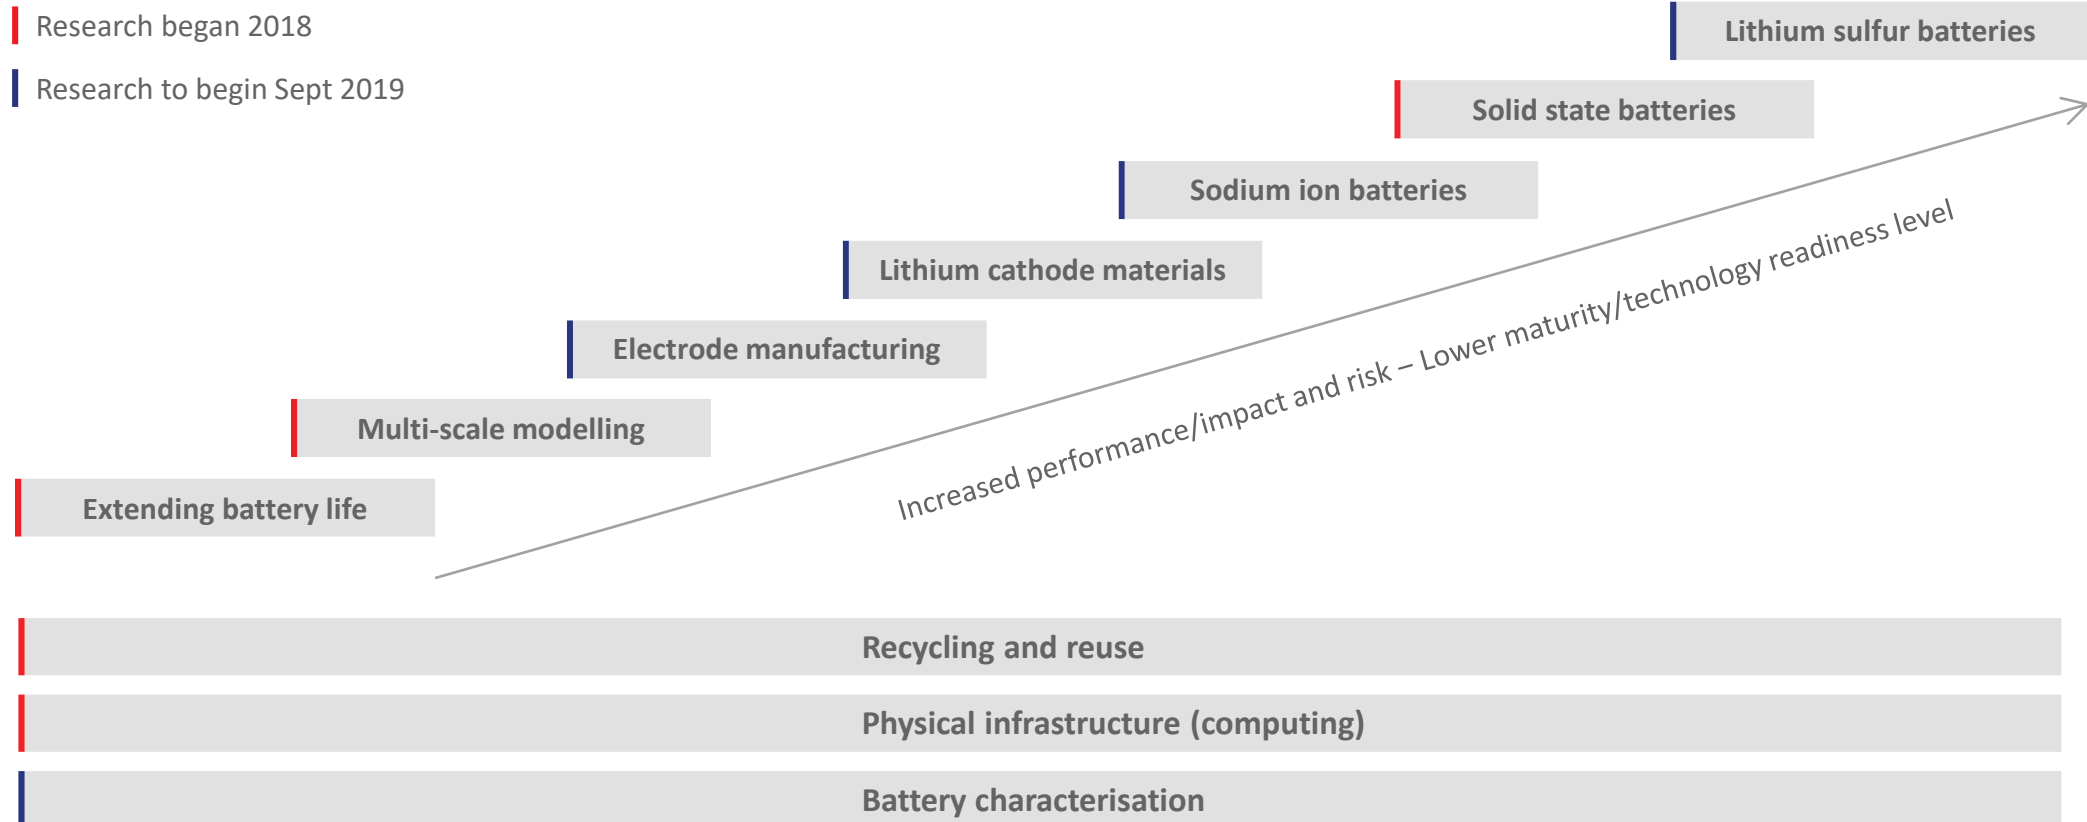 Research began 2018
Research to begin Sept 2019
Lithium sulfur batteries
Solid state batteries
Sodium ion batteries
Lithium cathode materials
Electrode manufacturing
Multi-scale modelling
Extending battery life
Increased performance/impact and risk – Lower maturity/technology readiness level
Recycling and reuse
Physical infrastructure (computing)
Battery characterisation